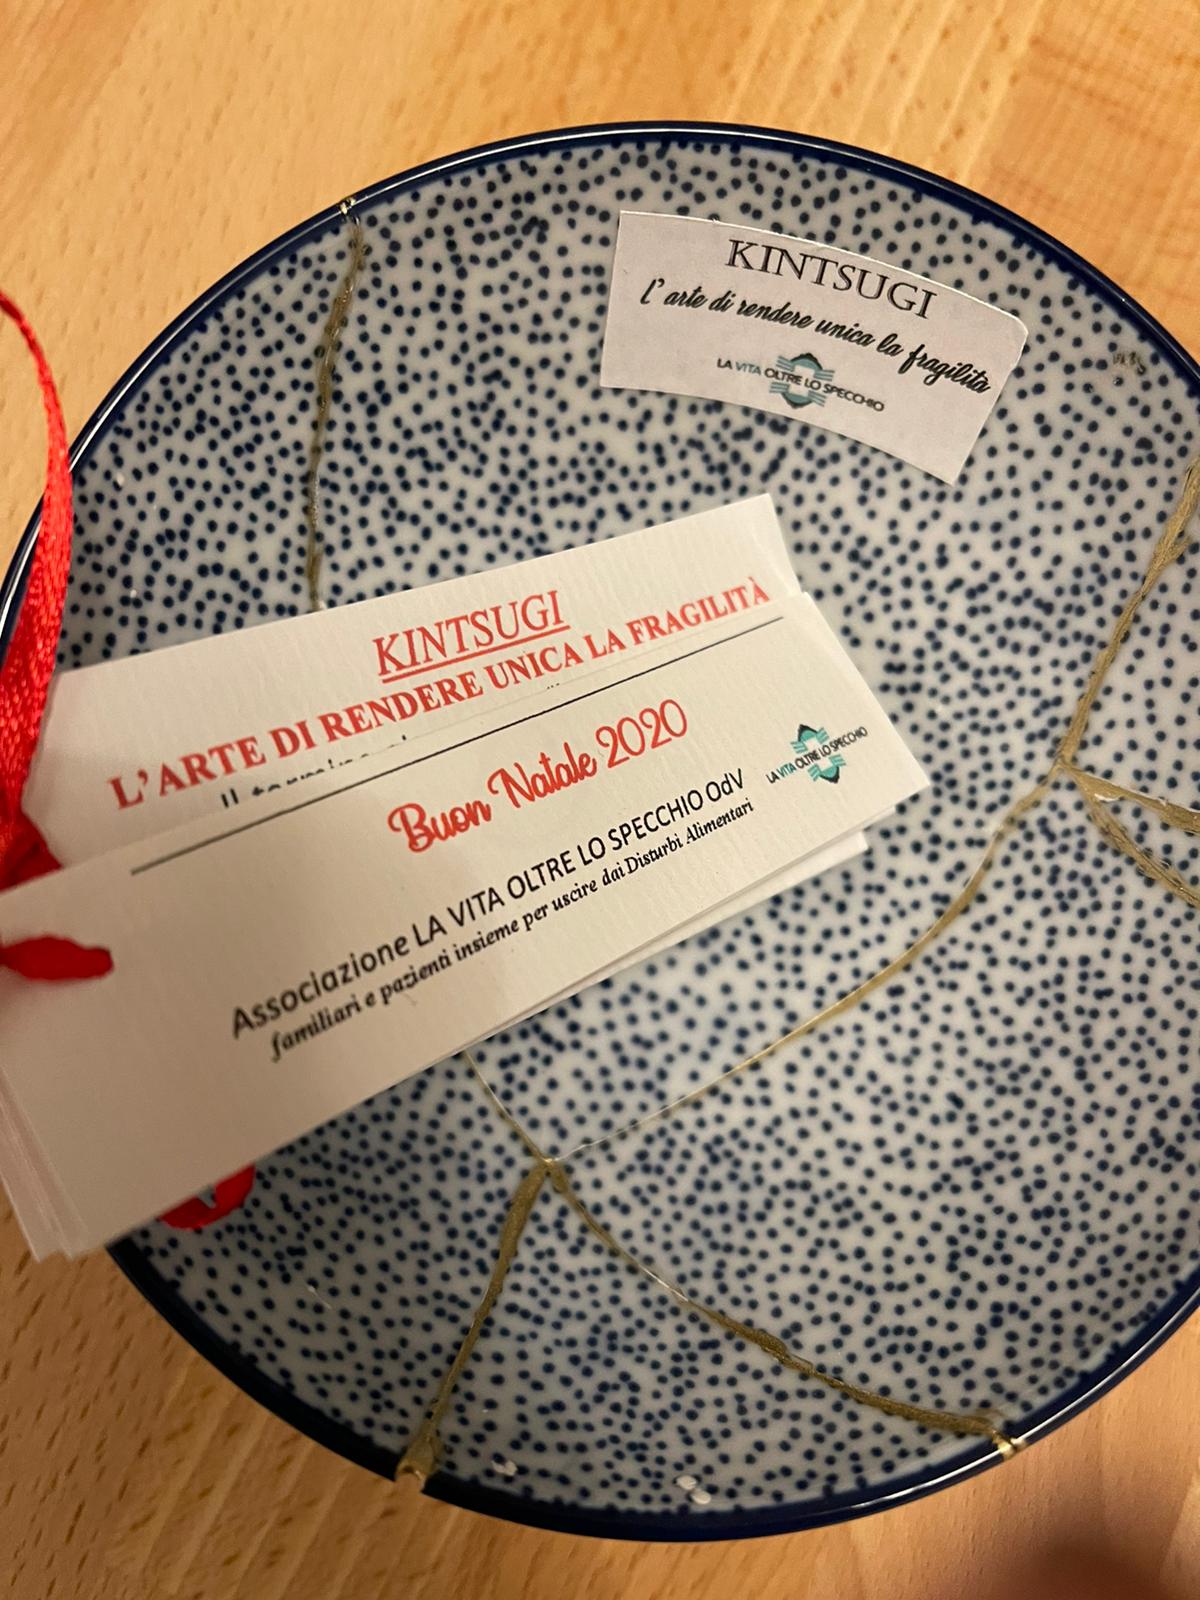 KINTSUGI
L'arte di rendere unica la fragilità
LA VITA OLTRE LO SPECCHIO
KINTSUGI
L'ARTE DI RENDERE UNICA LA FRAGILITÀ
Buon Natale 2020
LA VITA OLTRE LO SPECCHIO
Associazione LA VITA OLTRE LO SPECCHIO OdV
familiari e pazienti insieme per uscire dai Disturbi Alimentari